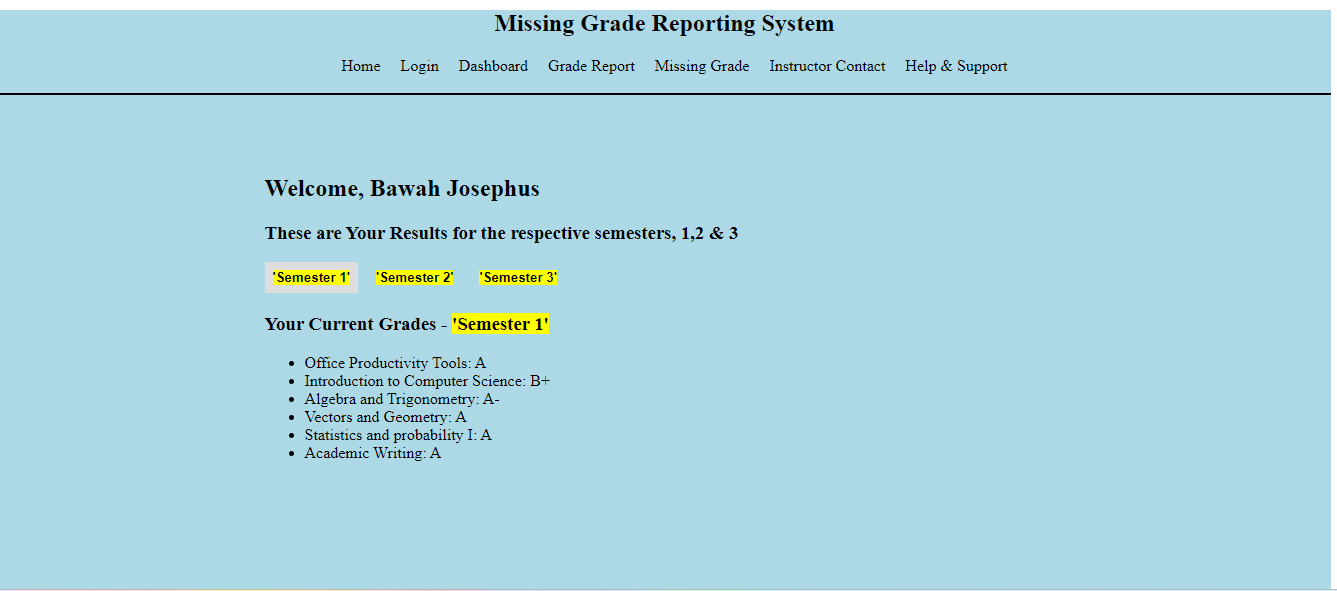 Missing Grade Reporting System
Home Login Dashboard Grade Report Missing Grade Instructor Contact Help & Support
Welcome, Bawah Josephus
These are Your Results for the respective semesters, 1,2 & 3
'Semester 1' 'Semester 2' 'Semester 3'
Your Current Grades - 'Semester 1'
• Office Productivity Tools: A
• Introduction to Computer Science: B+
• Algebra and Trigonometry: A-
• Vectors and Geometry: A
• Statistics and probability I: A
• Academic Writing: A